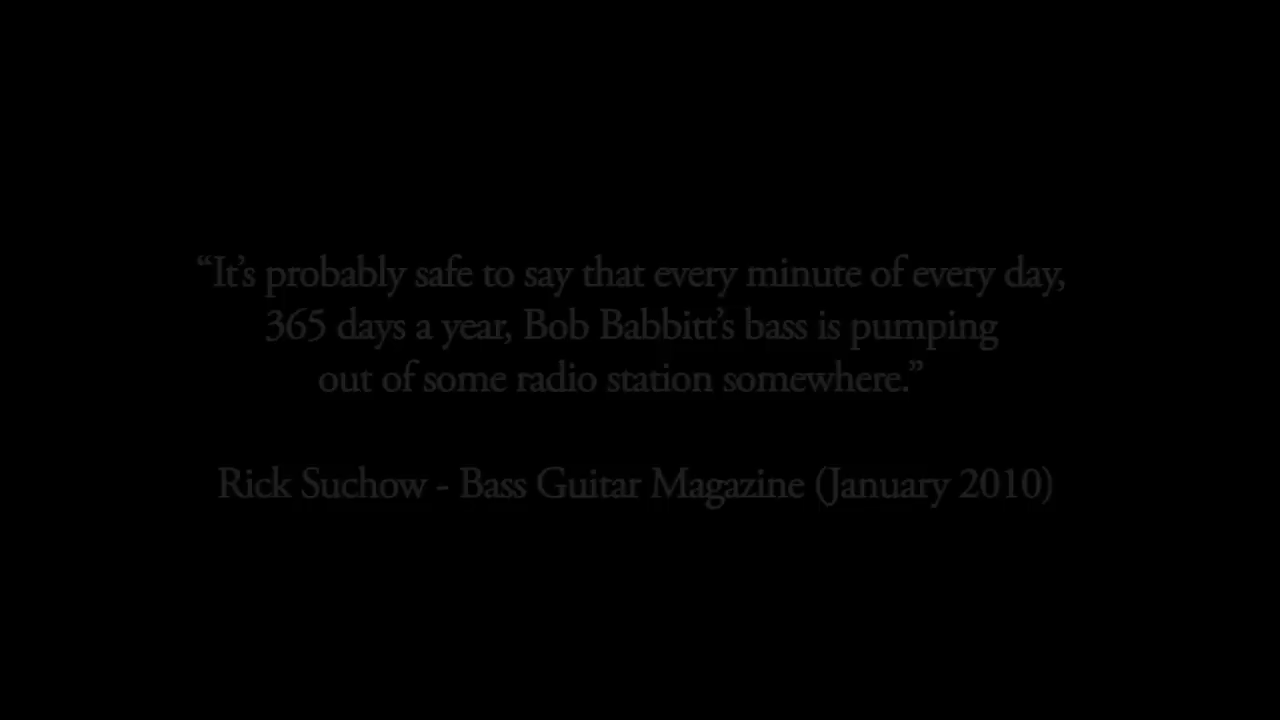 “It’s probably safe to say that every minute of every day,
365 days a year, Bob Babbitt’s bass is pumping
out of some radio station somewhere.”
Rick Suchow - Bass Guitar Magazine (January 2010)